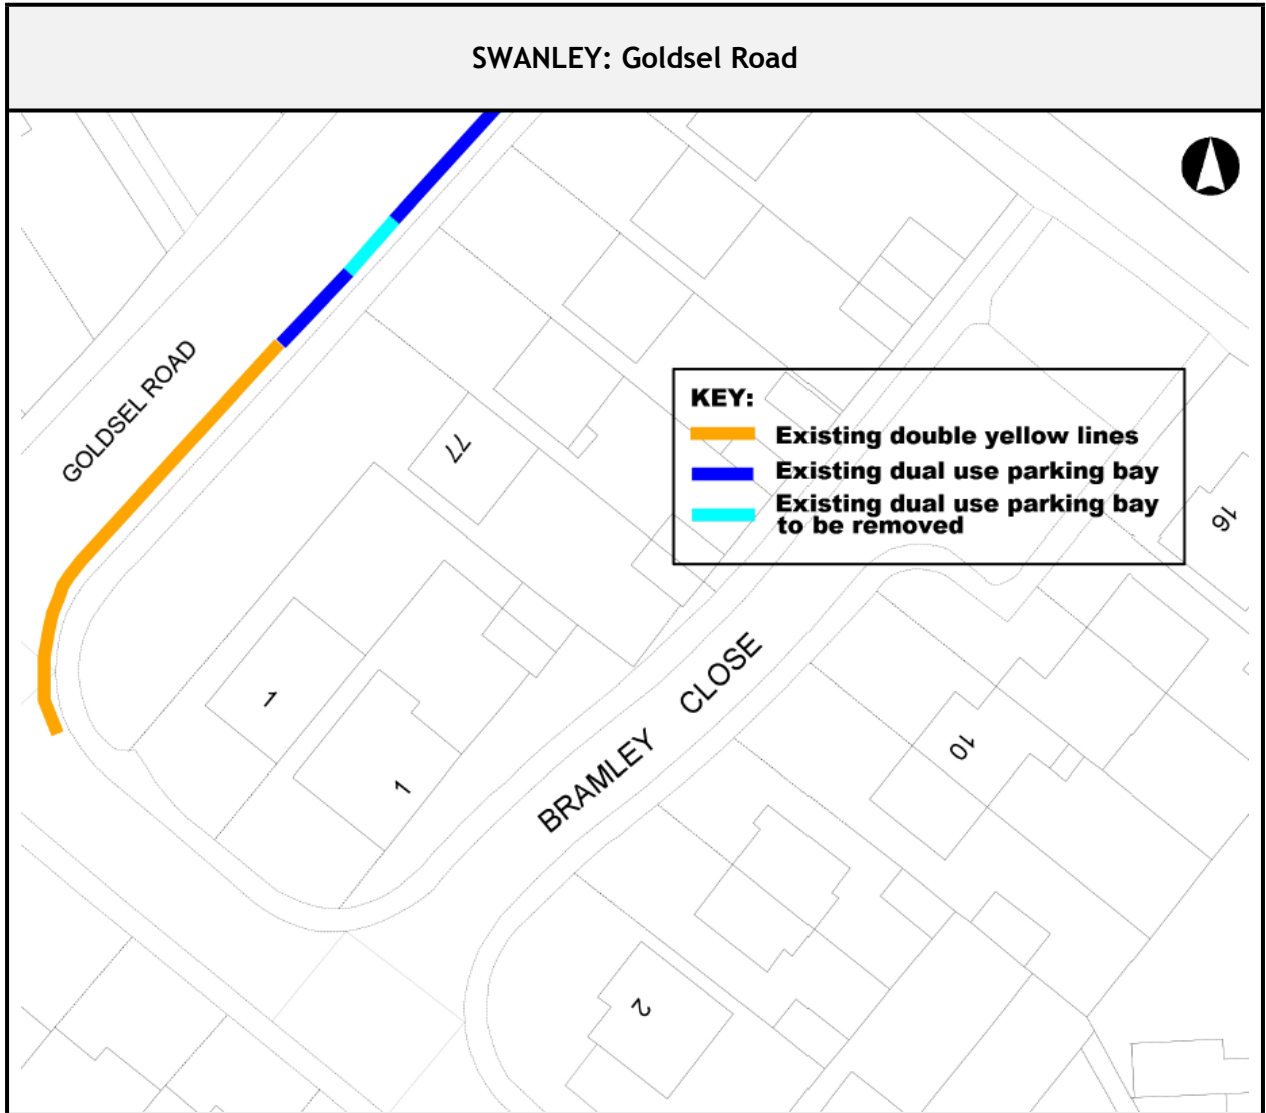 SWANLEY: Goldsel Road
GOLDSEL ROAD
KEY:
Existing double yellow lines
Existing dual use parking bay
Existing dual use parking bay
to be removed
77
16
1
1
BRAMLEY CLOSE
10
2